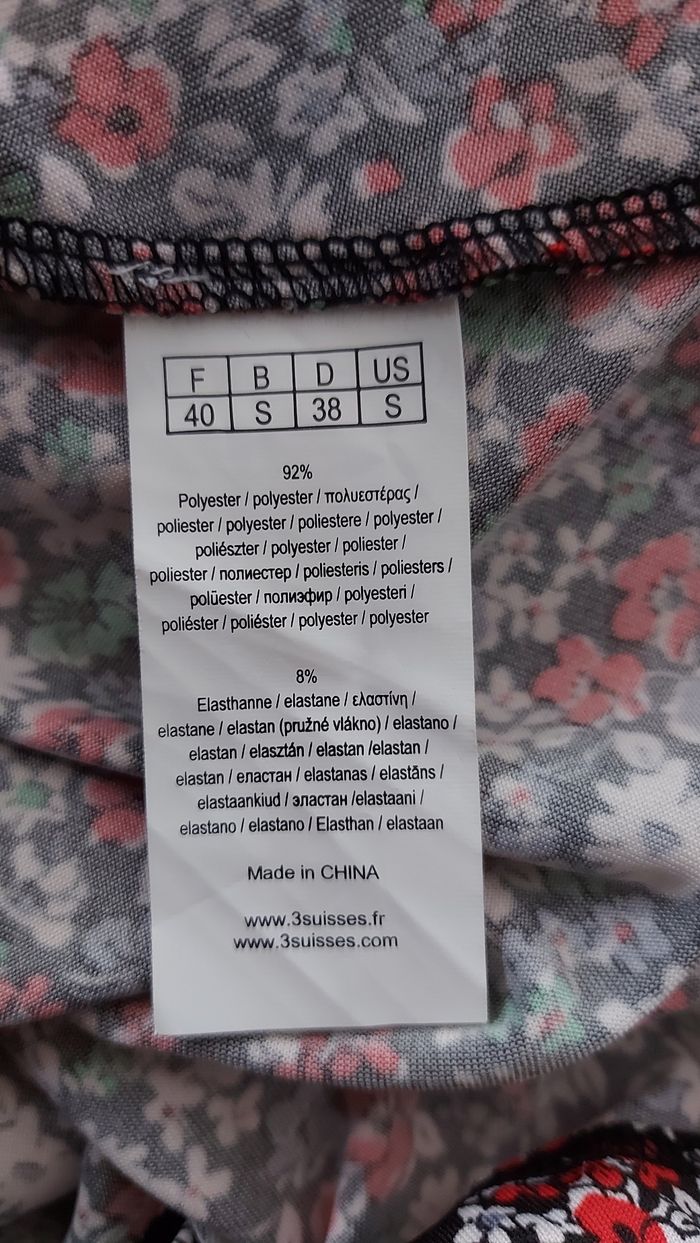 F B D US
40 S 38 S
92%
Polyester / polyester / πολυεστέρας /
poliester / polyester / poliestere / polyester /
poliészter / polyester / poliester /
poliester / полиестер / poliesteris / poliesters /
polüester / полиэфир / polyesteri /
poliéster / poliéster / polyester / polyester
8%
Elasthanne / elastane / ελαστίνη /
elastane / elastan (pružné vlákno) / elastano /
elastan / elasztán / elastan /elastan /
elastan / еластан / elastanas / elastāns /
elastaankiud / эластан /elastaani /
elastano / elastano / Elasthan / elastaan
Made in CHINA
www.3suisses.fr
www.3suisses.com